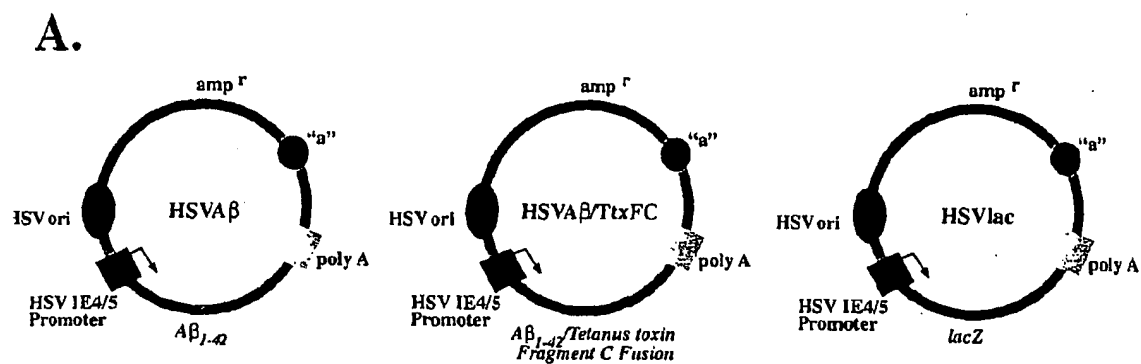 A.
amp r
"a"
HSV ori
HSVAβ
poly A
HSV IE4/5
Promoter
Aβ1-42
amp r
"a"
HSV ori
HSVAβ/TtxFC
poly A
HSV IE4/5
Promoter
Aβ1-42/Tetanus toxin
Fragment C Fusion
amp r
"a"
HSV ori
HSVlac
poly A
HSV IE4/5
Promoter
lacZ